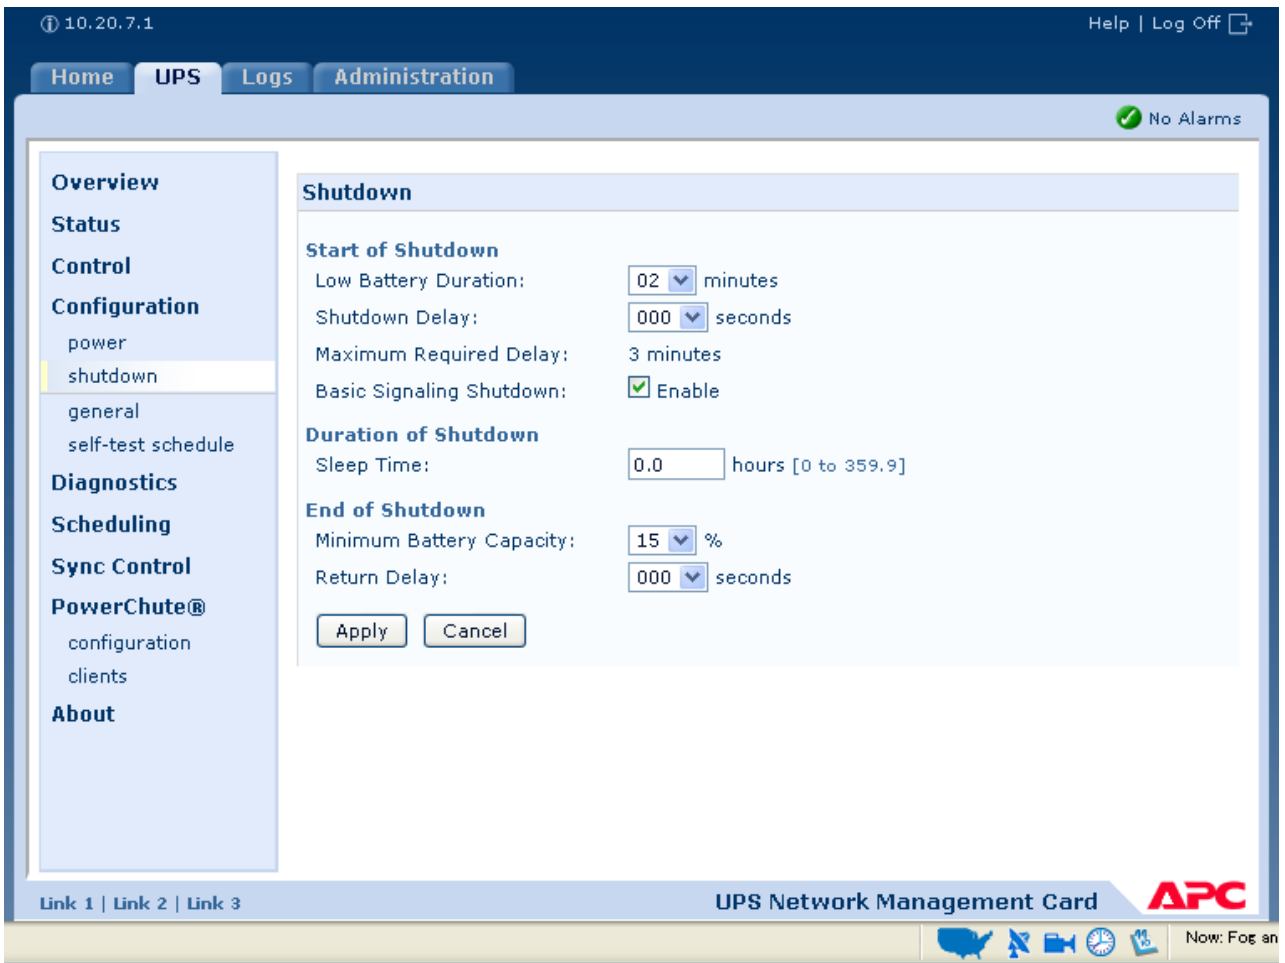 10.20.7.1
Help | Log Off
Home UPS Logs Administration
No Alarms
Overview
Status
Control
Configuration
power
shutdown
general
self-test schedule
Diagnostics
Scheduling
Sync Control
PowerChute®
configuration
clients
About
Shutdown
Start of Shutdown
Low Battery Duration: 02 minutes
Shutdown Delay: 000 seconds
Maximum Required Delay: 3 minutes
Basic Signaling Shutdown: Enable
Duration of Shutdown
Sleep Time: 0.0 hours [0 to 359.9]
End of Shutdown
Minimum Battery Capacity: 15 %
Return Delay: 000 seconds
Apply Cancel
Link 1 | Link 2 | Link 3
UPS Network Management Card
APC
Now: Fog an